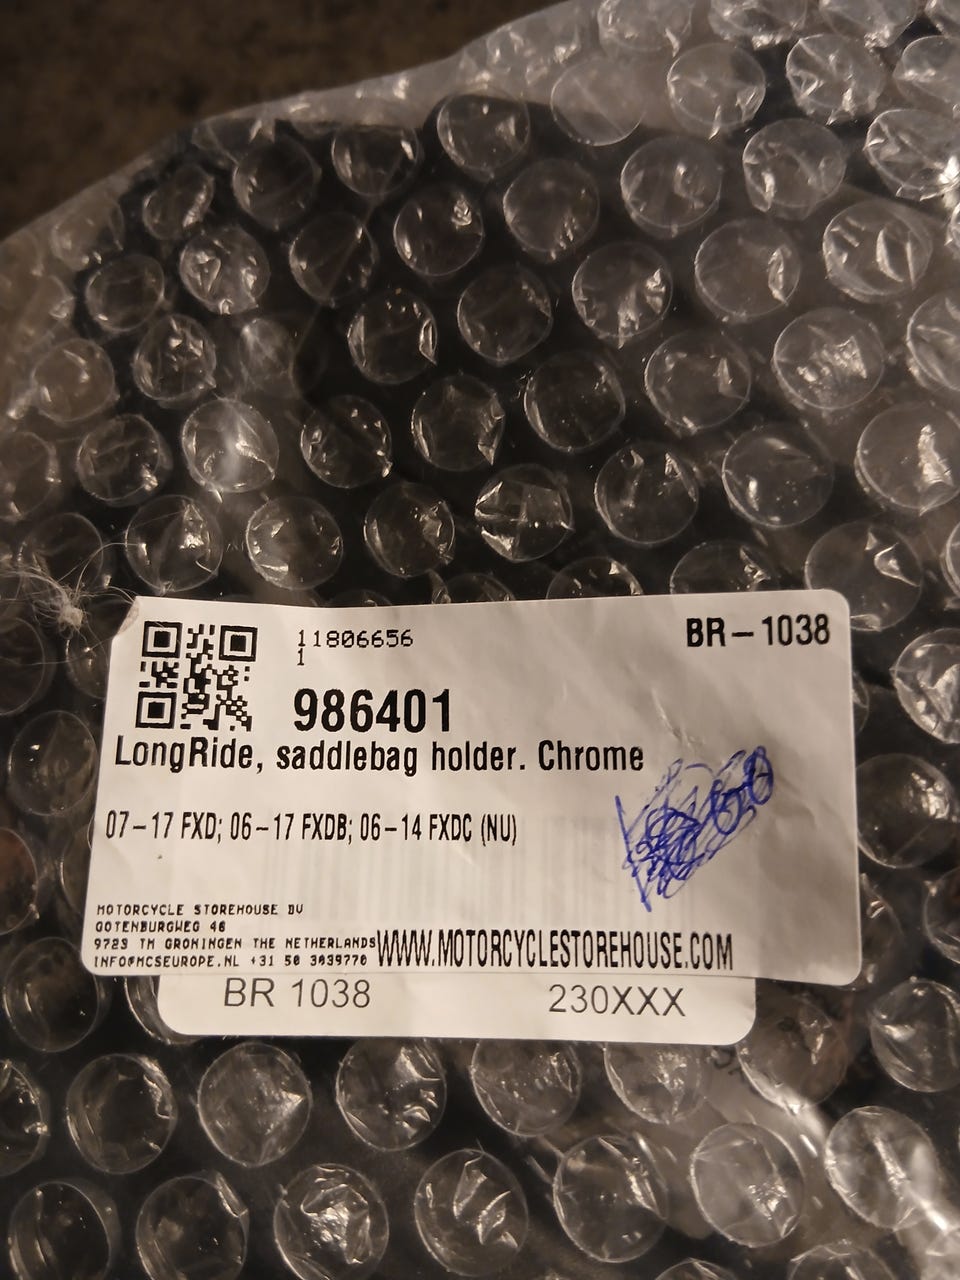 11806656
1
BR-1038
986401
LongRide, saddlebag holder. Chrome
07-17 FXD; 06-17 FXDB; 06-14 FXDC (NU)
MOTORCYCLE STOREHOUSE BV
GOTENBURGWEG 46
9723 TM GRONINGEN THE NETHERLANDS
INFO@MCSEUROPE.NL +31 50 3039770
WWW.MOTORCYCLESTOREHOUSE.COM
BR 1038 230XXX